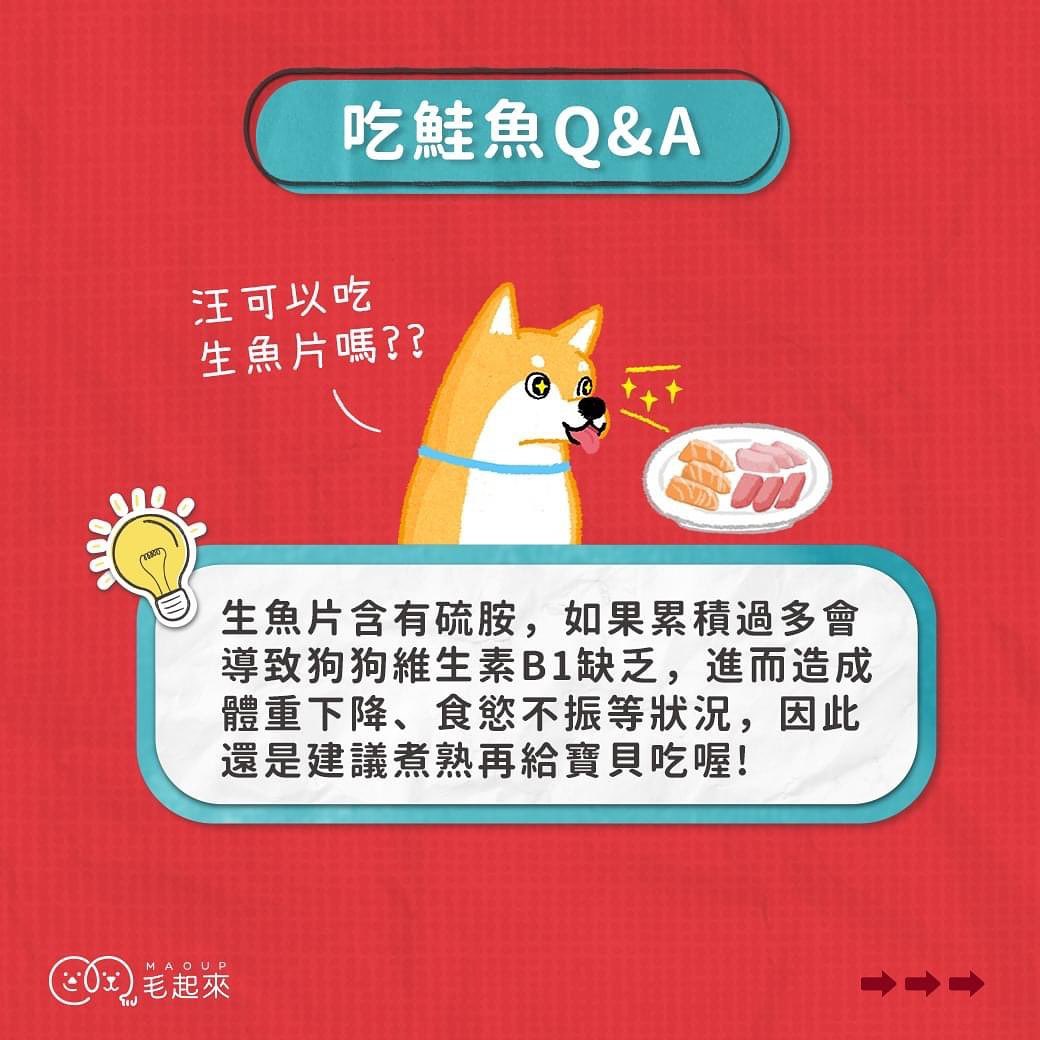 吃鮭魚Q&A
汪可以吃
生魚片嗎??
生魚片含有硫胺，如果累積過多會
導致狗狗維生素B1缺乏，進而造成
體重下降、食慾不振等狀況，因此
還是建議煮熟再給寶貝吃喔!
MAOUP
毛起來